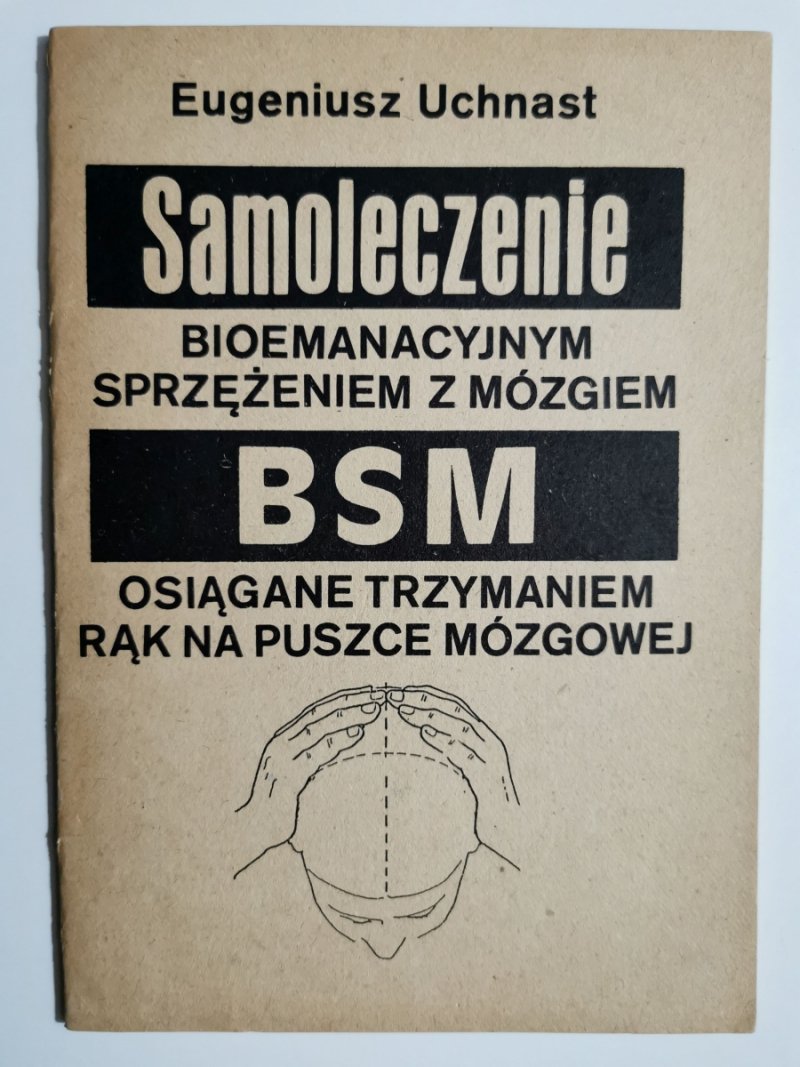 Eugeniusz Uchnast
Samoleczenie
BIOEMANACYJNYM
SPRZĘŻENIEM Z MÓZGIEM
BSM
OSIĄGANE TRZYMANIEM
RĄK NA PUSZCE MÓZGOWEJ